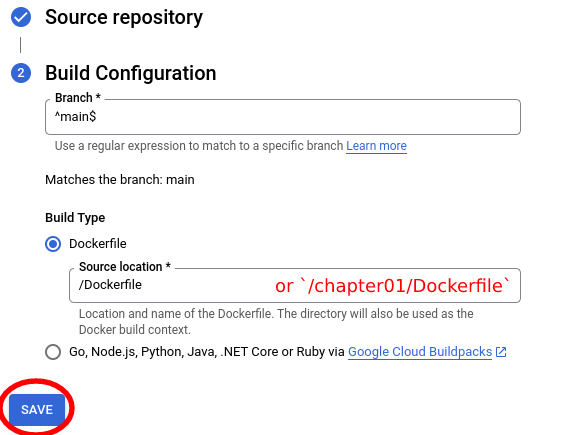 Source repository
2 Build Configuration
Branch *
^main$
Use a regular expression to match to a specific branch Learn more
Matches the branch: main
Build Type
Dockerfile
Source location *
/Dockerfile or `/chapter01/Dockerfile`
Location and name of the Dockerfile. The directory will also be used as the
Docker build context.
Go, Node.js, Python, Java, .NET Core or Ruby via Google Cloud Buildpacks
SAVE